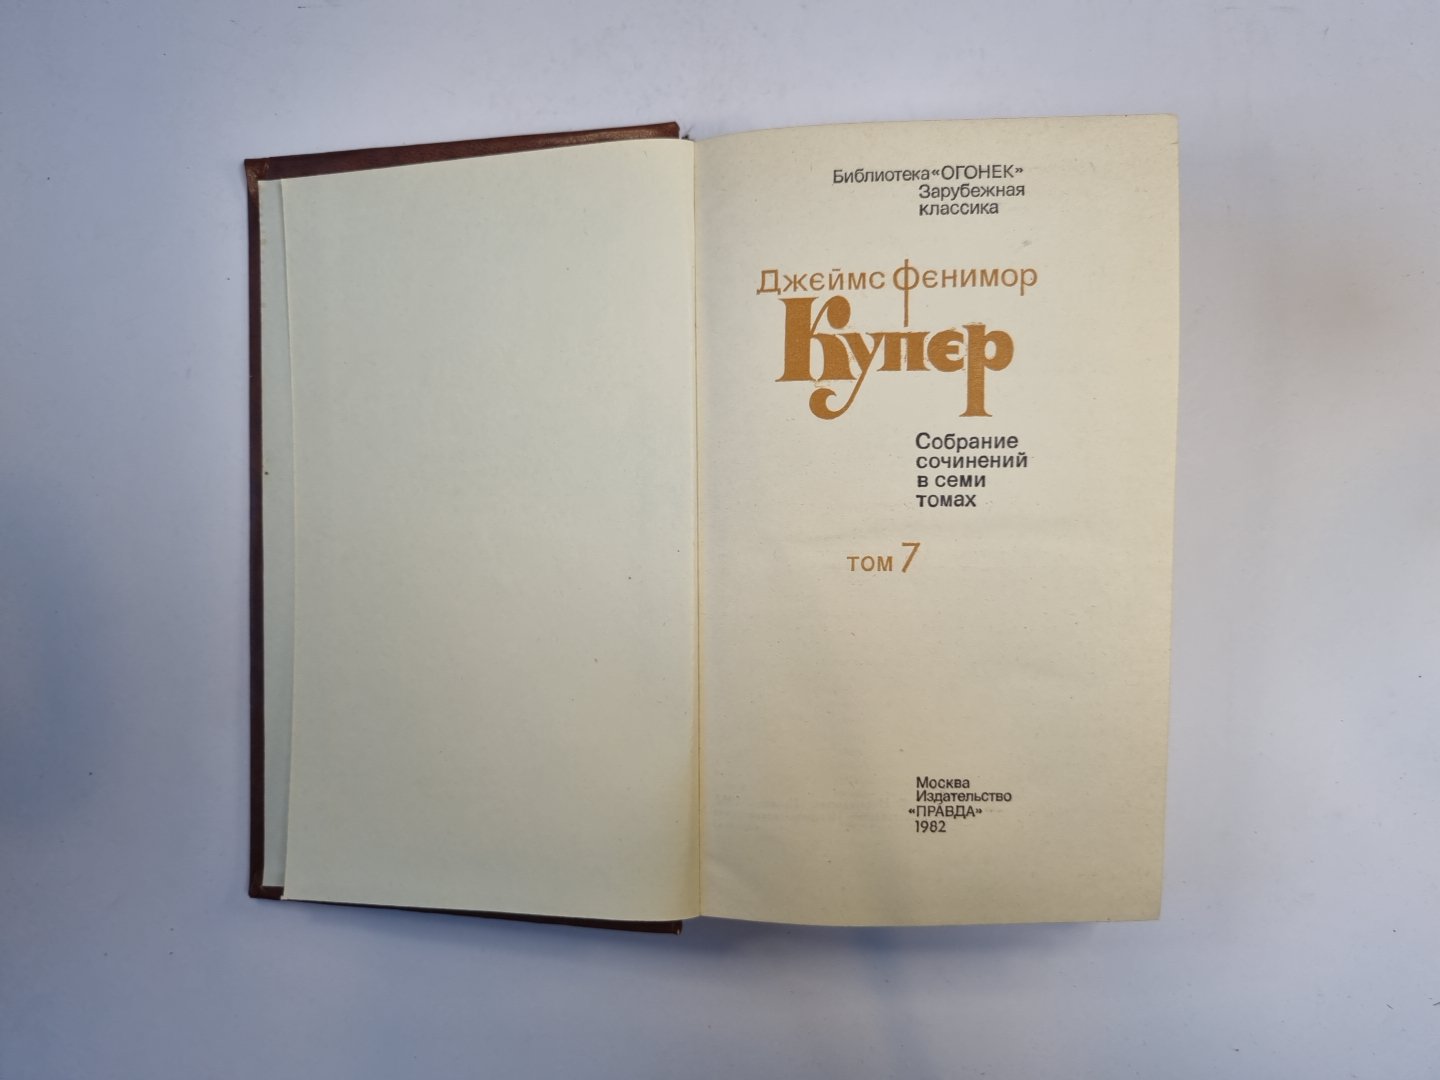 Библиотека«ОГОНЕК»
Зарубежная
классика
Джеймс Фенимор
Купер
Собрание
сочинений
в семи
томах
том 7
Москва
Издательство
«ПРАВДА»
1982